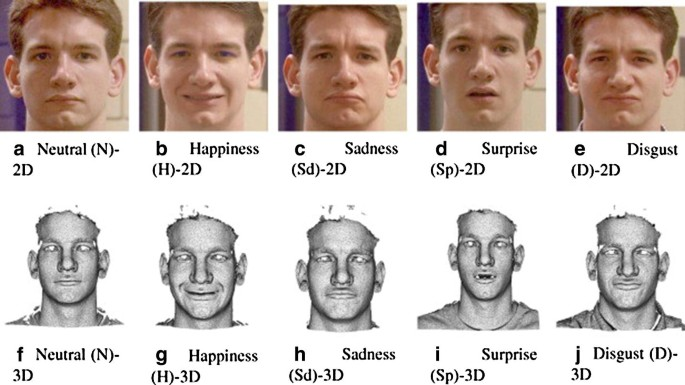 a Neutral (N)-
2D
b Happiness
(H)-2D
c Sadness
(Sd)-2D
d Surprise
(Sp)-2D
e Disgust
(D)-2D
f Neutral (N)-
3D
g Happiness
(H)-3D
h Sadness
(Sd)-3D
i Surprise
(Sp)-3D
j Disgust (D)-
3D